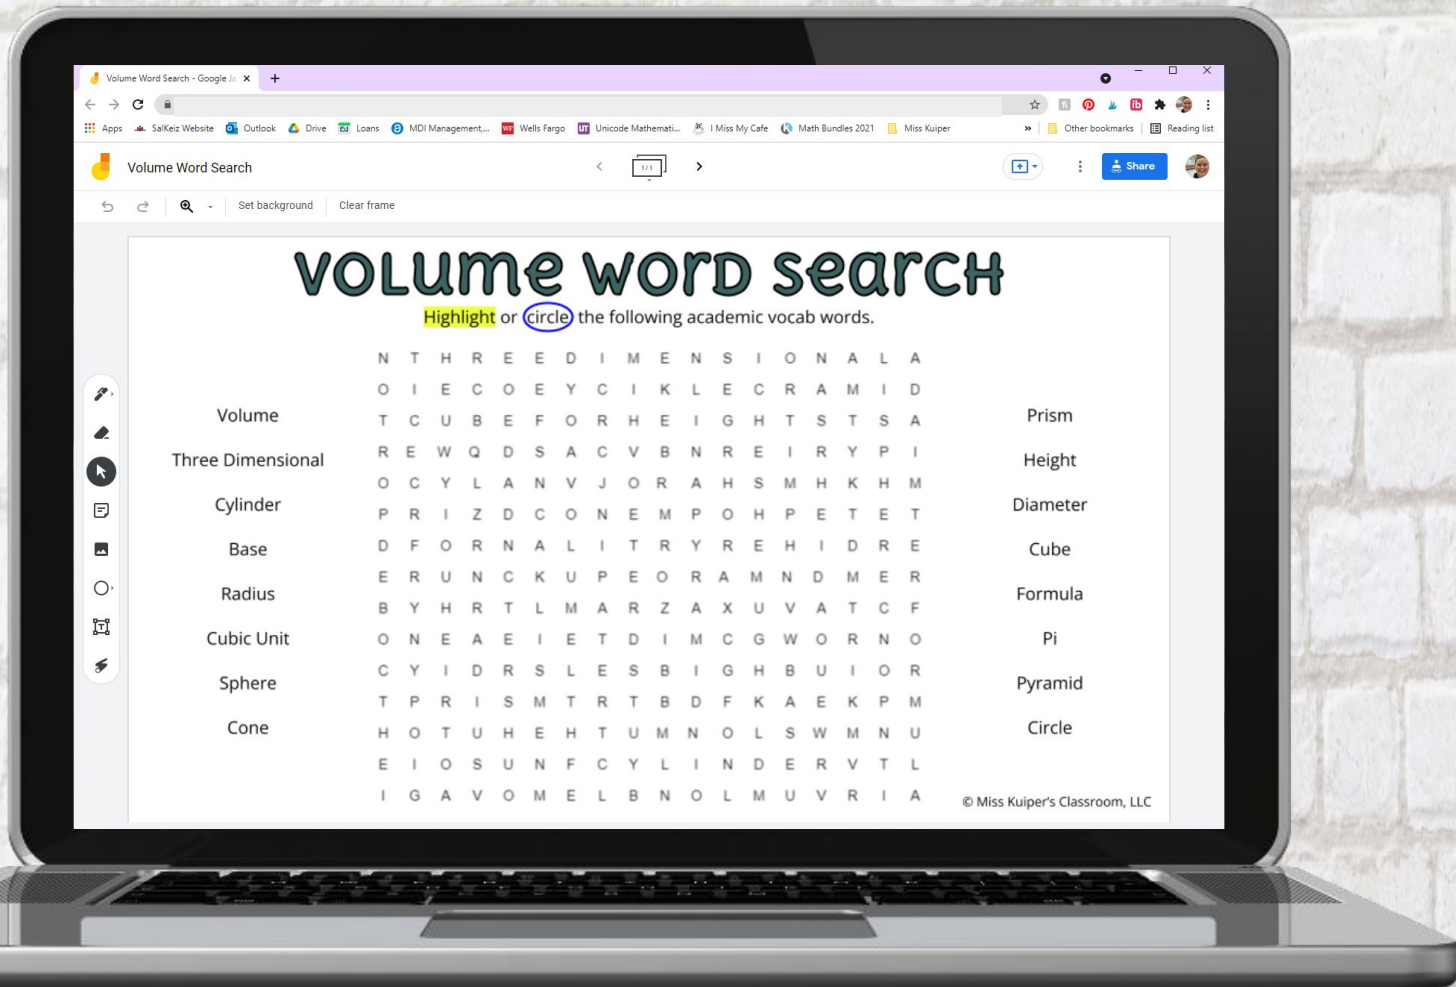 Volume Word Search - Google Ja
Apps SalKeiz Website Outlook Drive Loans MDI Management,... Wells Fargo Unicode Mathemati... I Miss My Cafe Math Bundles 2021 Miss Kuiper » Other bookmarks Reading list
Volume Word Search 1/1 Share
Set background Clear frame
VOLUME WORD SEARCH
Highlight or circle the following academic vocab words.
N T H R E E D I M E N S I O N A L A
O I E C O E Y C I K L E C R A M I D
Volume
T C U B E F O R H E I G H T S T S A
Prism
R E W Q D S A C V B N R E I R Y P I
Three Dimensional
Height
O C Y L A N V J O R A H S M H K H M
Cylinder
Diameter
P R I Z D C O N E M P O H P E T E T
D F O R N A L I T R Y R E H I D R E
Base
Cube
E R U N C K U P E O R A M N D M E R
Radius
Formula
B Y H R T L M A R Z A X U V A T C F
O N E A E I E T D I M C G W O R N O
Cubic Unit
Pi
C Y I D R S L E S B I G H B U I O R
Sphere
Pyramid
T P R I S M T R T B D F K A E K P M
Cone
Circle
H O T U H E H T U M N O L S W M N U
E I O S U N F C Y L I N D E R V T L
I G A V O M E L B N O L M U V R I A
© Miss Kuiper's Classroom, LLC